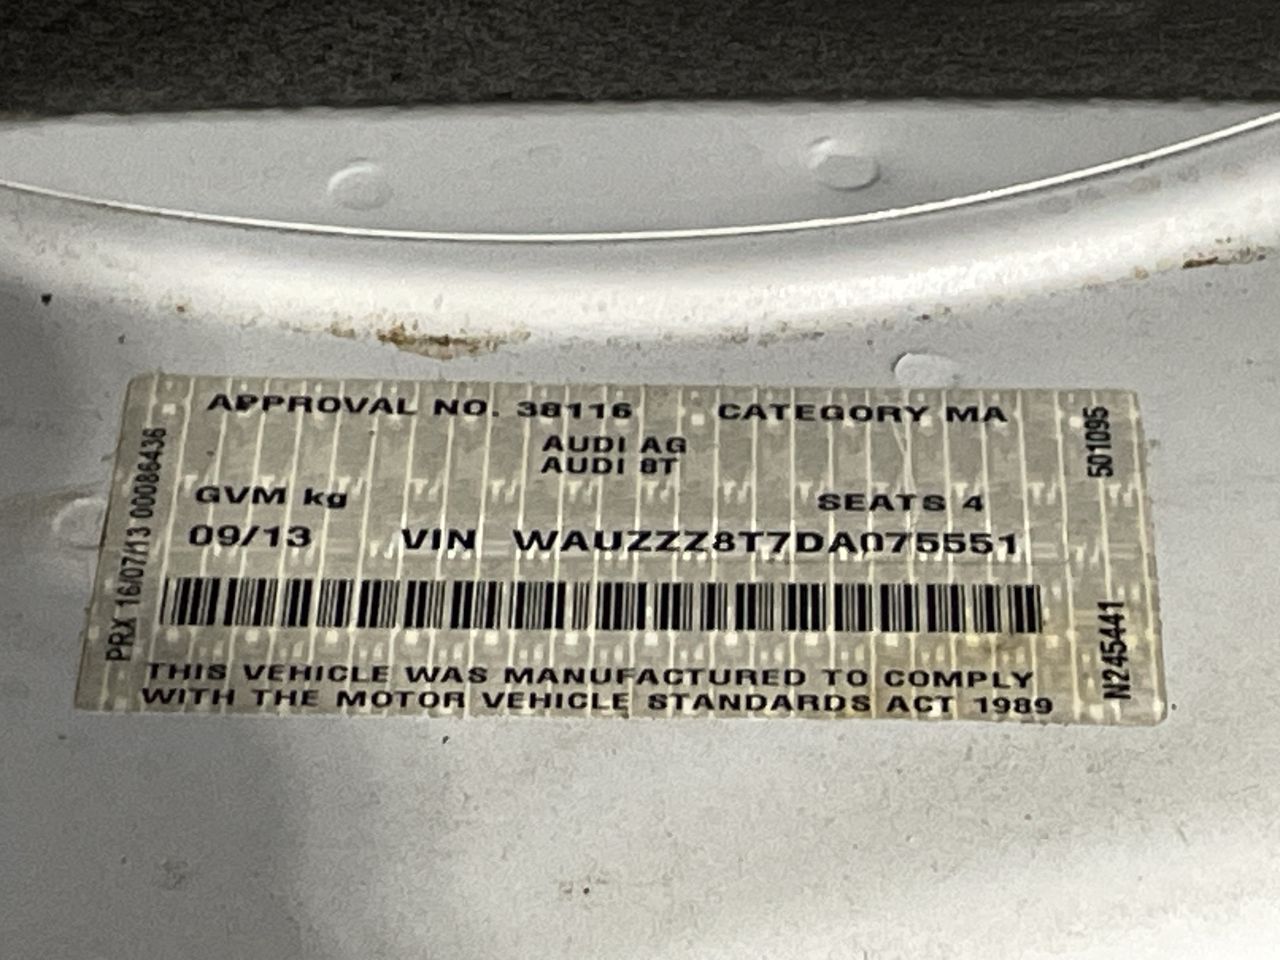 APPROVAL NO. 38116 CATEGORY MA
AUDI AG
AUDI 8T
GVM kg SEATS 4
09/13 VIN WAUZZZ8T7DA075551
THIS VEHICLE WAS MANUFACTURED TO COMPLY
WITH THE MOTOR VEHICLE STANDARDS ACT 1989
PRX 16/07/13 00086436
501095
N245441